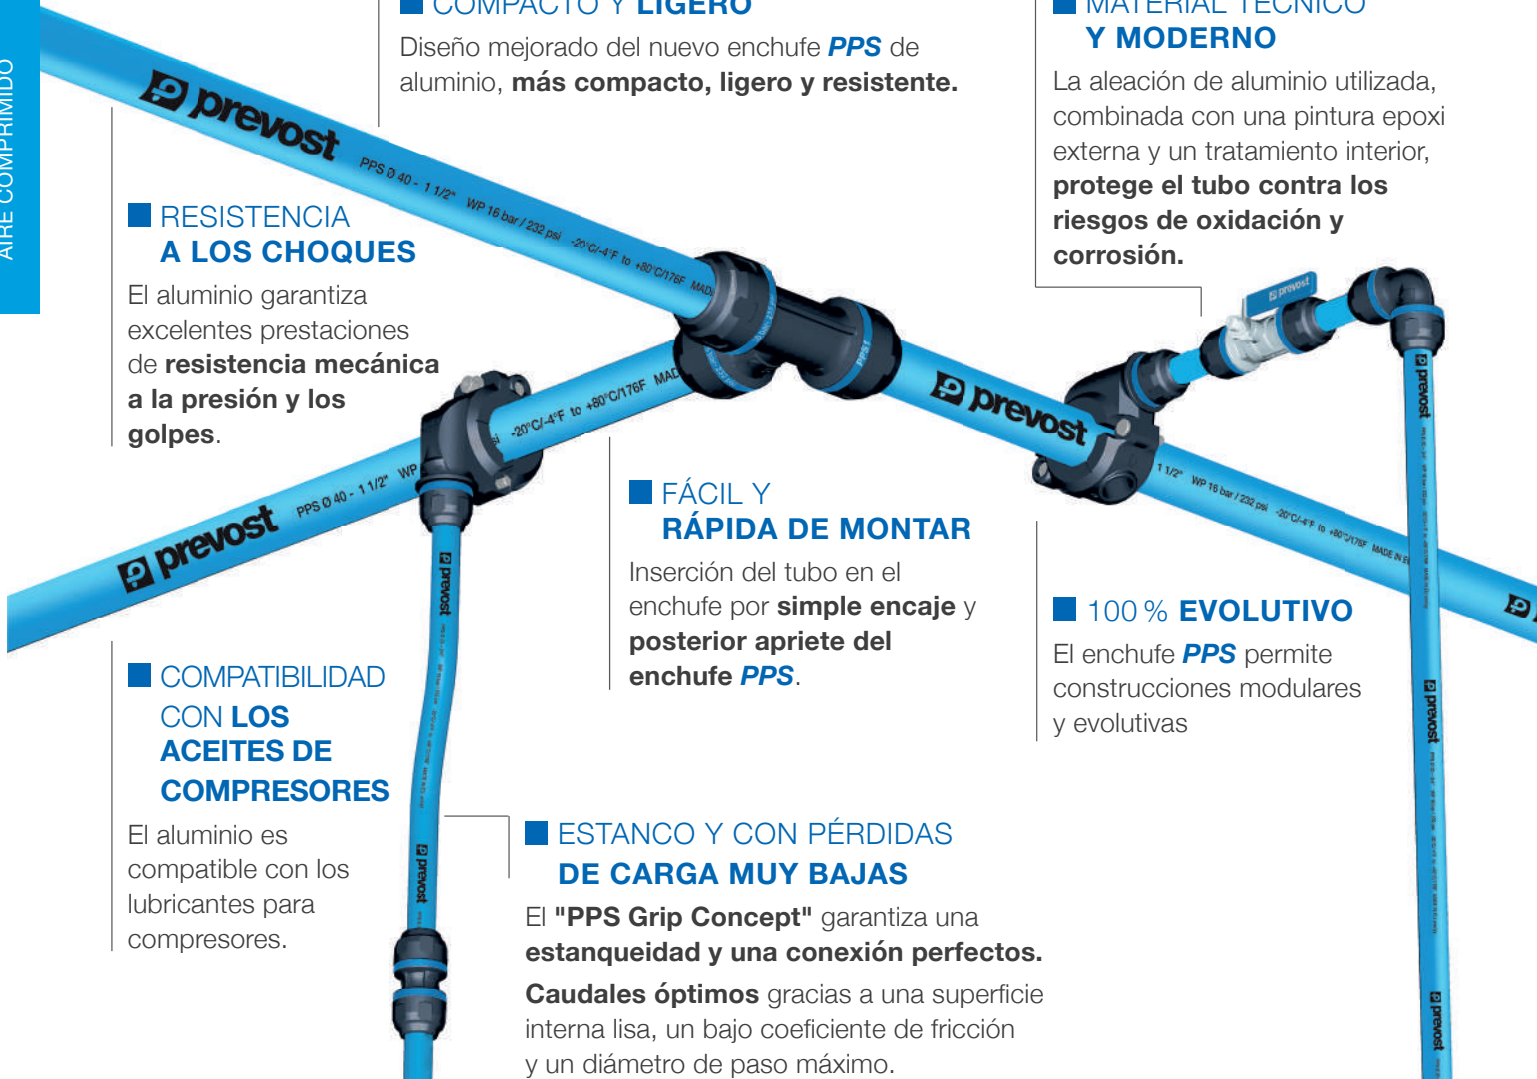 AIRE COMPRIMIDO
COMPACTO Y LIGERO
Diseño mejorado del nuevo enchufe PPS de
aluminio, más compacto, ligero y resistente.
MATERIAL TÉCNICO
Y MODERNO
La aleación de aluminio utilizada,
combinada con una pintura epoxi
externa y un tratamiento interior,
protege el tubo contra los
riesgos de oxidación y
corrosión.
prevost
PPS Ø 40 - 1 1/2" WP 16 bar / 232 psi -20°C/-4°F to +80°C/176F MADE
RESISTENCIA
A LOS CHOQUES
El aluminio garantiza
excelentes prestaciones
de resistencia mecánica
a la presión y los
golpes.
prevost
PPS Ø 40 - 1 1/2" WP
-20°C/-4°F to +80°C/176F MAD
prevost
prevost
1 1/2" WP 16 bar / 232 psi -20°C/-4°F to +80°C/176F MADE IN
FÁCIL Y
RÁPIDA DE MONTAR
Inserción del tubo en el
enchufe por simple encaje y
posterior apriete del
enchufe PPS.
100 % EVOLUTIVO
El enchufe PPS permite
construcciones modulares
y evolutivas
COMPATIBILIDAD
CON LOS
ACEITES DE
COMPRESORES
El aluminio es
compatible con los
lubricantes para
compresores.
prevost
prevost
ESTANCO Y CON PÉRDIDAS
DE CARGA MUY BAJAS
El "PPS Grip Concept" garantiza una
estanqueidad y una conexión perfectos.
Caudales óptimos gracias a una superficie
interna lisa, un bajo coeficiente de fricción
y un diámetro de paso máximo.
prevost
prevost
prevost